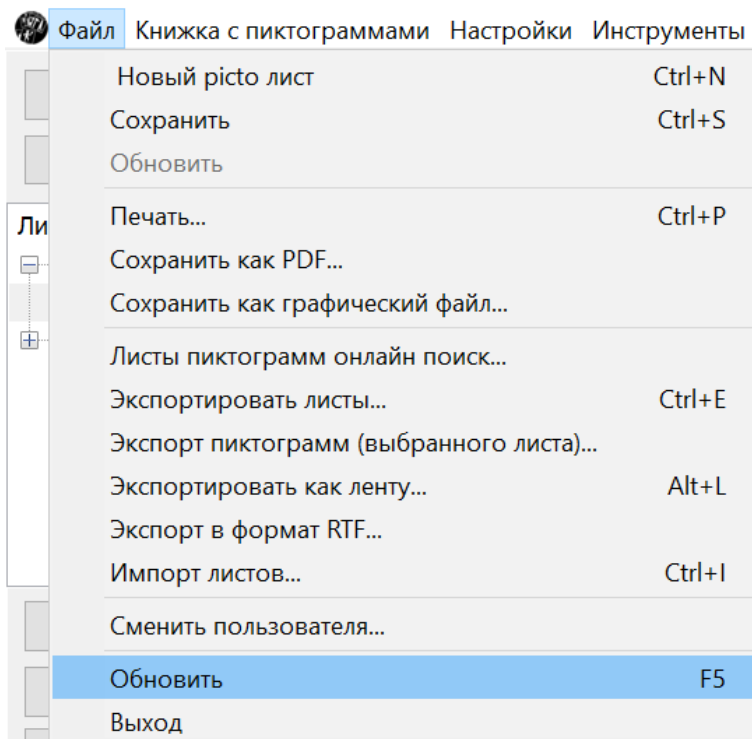 Файл Книжка с пиктограммами Настройки Инструменты
Новый picto лист Ctrl+N
Сохранить Ctrl+S
Обновить
Ли
Печать... Ctrl+P
Сохранить как PDF...
Сохранить как графический файл...
Листы пиктограмм онлайн поиск...
Экспортировать листы... Ctrl+E
Экспорт пиктограмм (выбранного листа)...
Экспортировать как ленту... Alt+L
Экспорт в формат RTF...
Импорт листов... Ctrl+I
Сменить пользователя...
Обновить F5
Выход